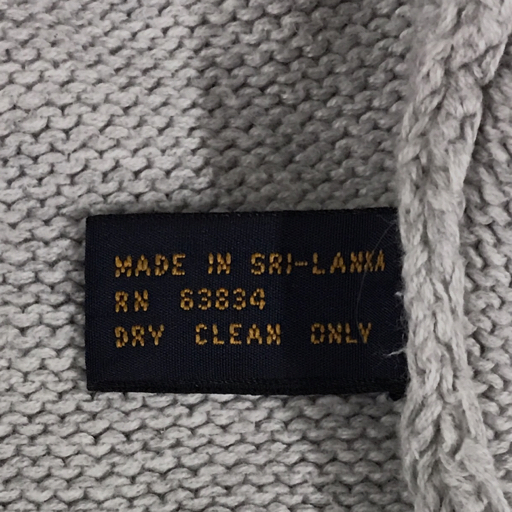 MADE IN SRI-LANKA
RN 63834
DRY CLEAN ONLY